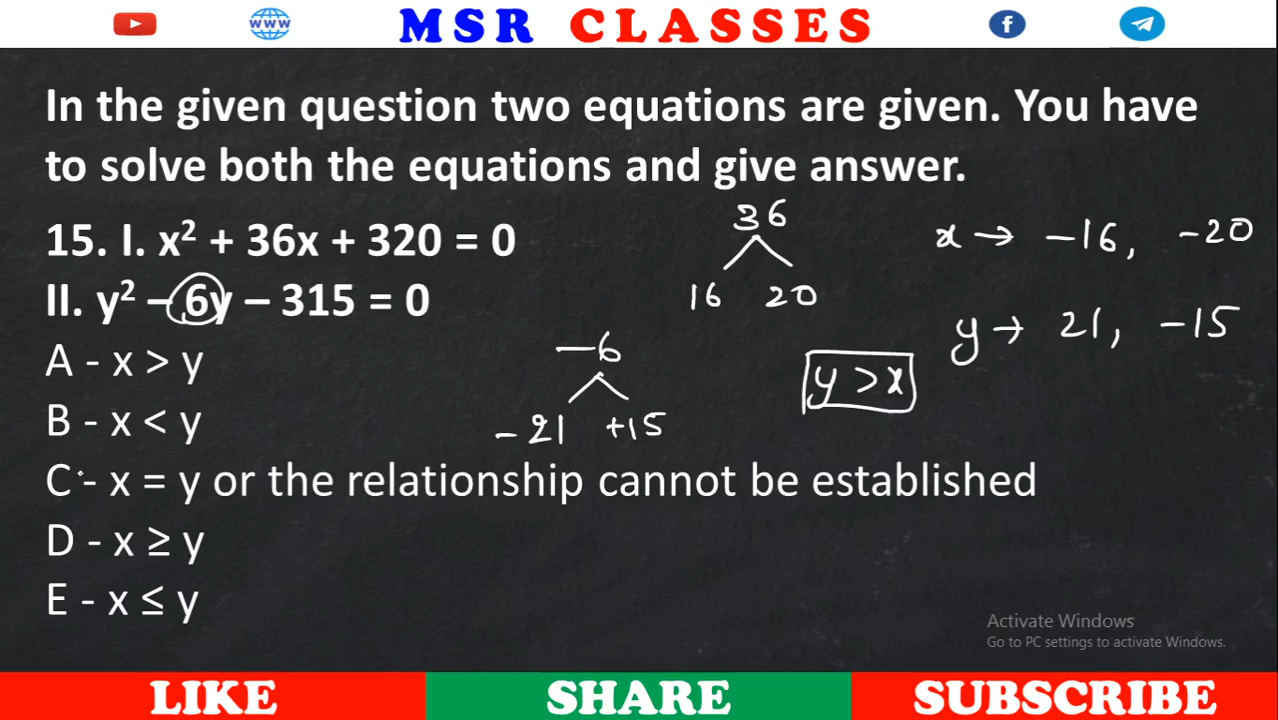 www MSR CLASSES f
In the given question two equations are given. You have
to solve both the equations and give answer.
15. I. x² + 36x + 320 = 0
II. y² – 6y – 315 = 0
A - x > y
B - x < y
C - x = y or the relationship cannot be established
D - x ≥ y
E - x ≤ y
36
16 20
x → -16, -20
-6
-21 +15
y → 21, -15
y > x
Activate Windows
Go to PC settings to activate Windows.
LIKE SHARE SUBSCRIBE